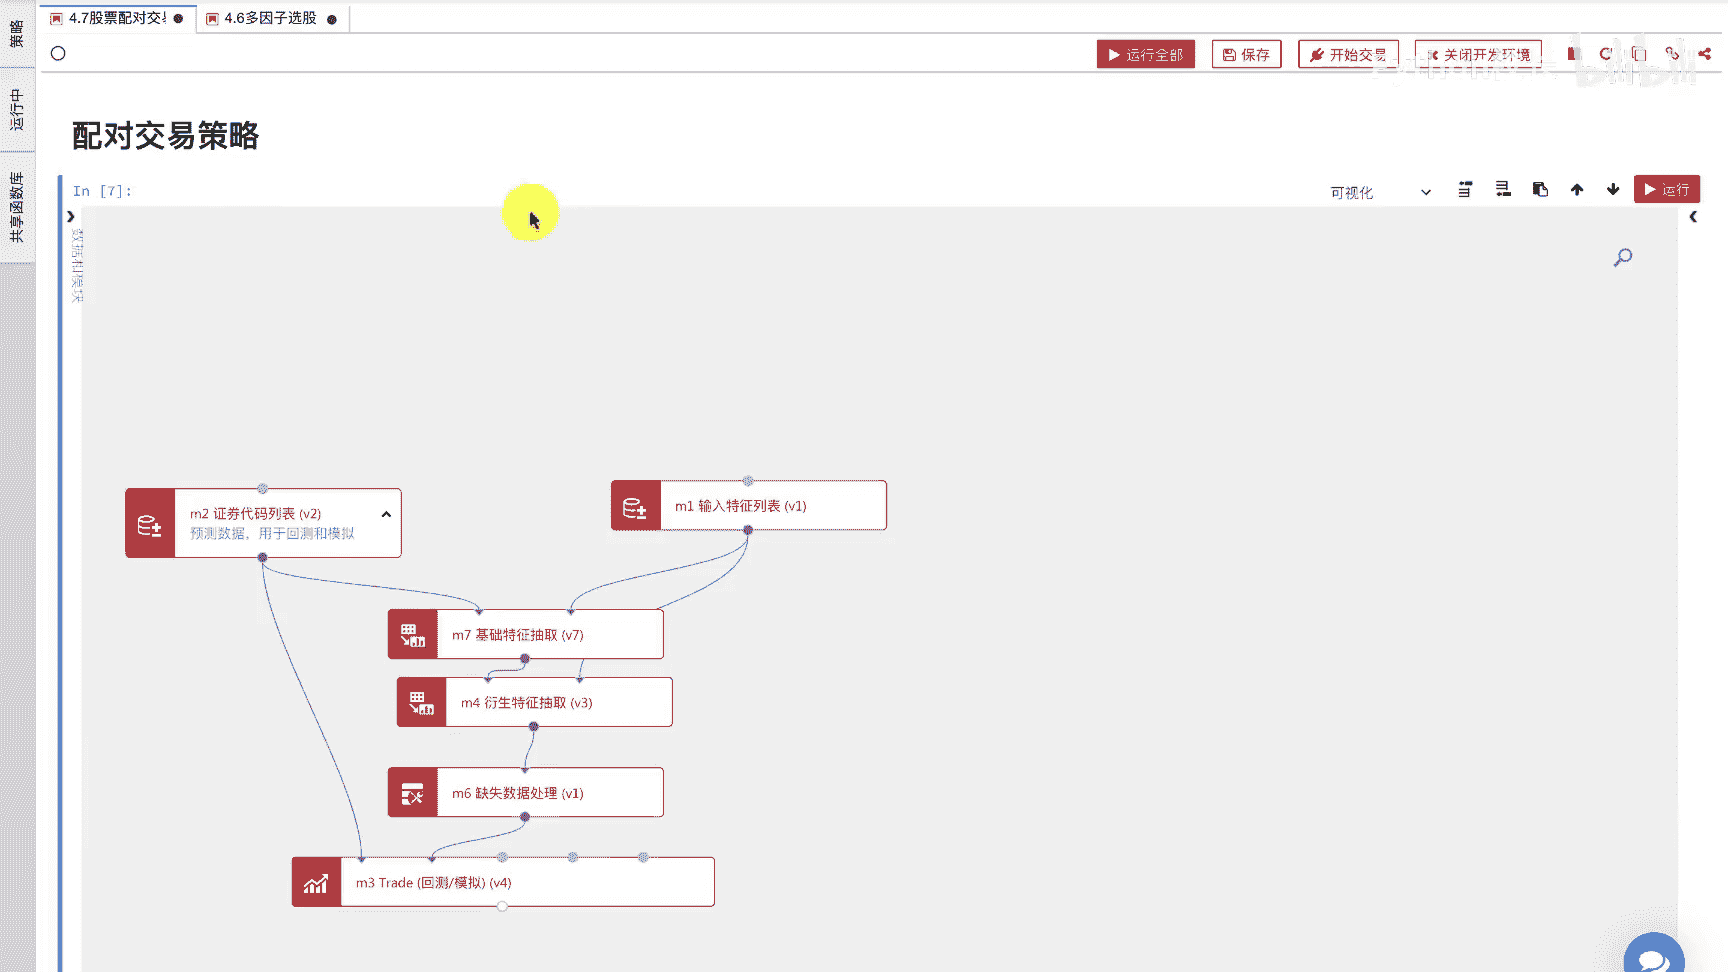 策略
运行中
共享函数库
4.7股票配对交易
4.6多因子选股
运行全部
保存
开始交易
关闭开发环境
配对交易策略
In [7]:
可视化
运行
数据和模块
m2 证券代码列表 (v2)
预测数据，用于回测和模拟
m1 输入特征列表 (v1)
m7 基础特征抽取 (v7)
m4 衍生特征抽取 (v3)
m6 缺失数据处理 (v1)
m3 Trade (回测/模拟) (v4)
bilibili